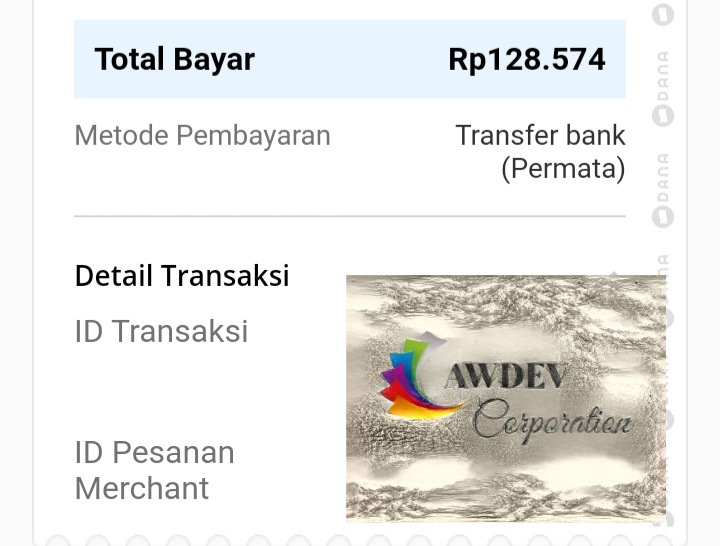 Total Bayar Rp128.574
Metode Pembayaran Transfer bank
(Permata)
Detail Transaksi
ID Transaksi
AWDEV
Corporation
ID Pesanan
Merchant
DANA
DANA
DANA